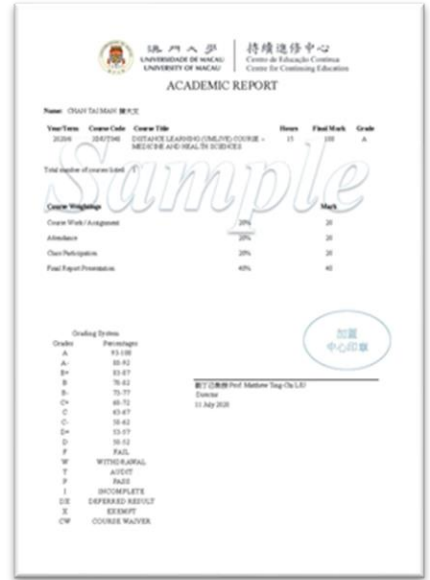 澳門大學
UNIVERSIDADE DE MACAU
UNIVERSITY OF MACAU
持續進修中心
Centro de Educação Contínua
Centre for Continuing Education
ACADEMIC REPORT
Name: CHAN TAI MAN 陳大文
Year/Term Course Code Course Title Hours Final Mark Grade
DISTANCE LEARNING (UMLIVE) COURSE – 15 100 A
MEDICINE AND HEALTH SCIENCES
Total number of courses listed 1
Sample
Course Weightings Mark
Course Work / Assignment 20% 20
Attendance 20% 20
Class Participation 20% 20
Final Report Presentation 40% 40
加蓋
中心印章
Grading System
Grades Percentages
A 93-100
A- 88-92
B+ 83-87
B 78-82
B- 73-77
C+ 68-72
C 63-67
C- 58-62
D+ 53-57
D 50-52
F FAIL
W WITHDRAWAL
T AUDIT
P PASS
I INCOMPLETE
DX DEFERRED RESULT
X EXEMPT
CW COURSE WAIVER
Prof. Matthew Ting-Chi LIU
Director
11 July 2020